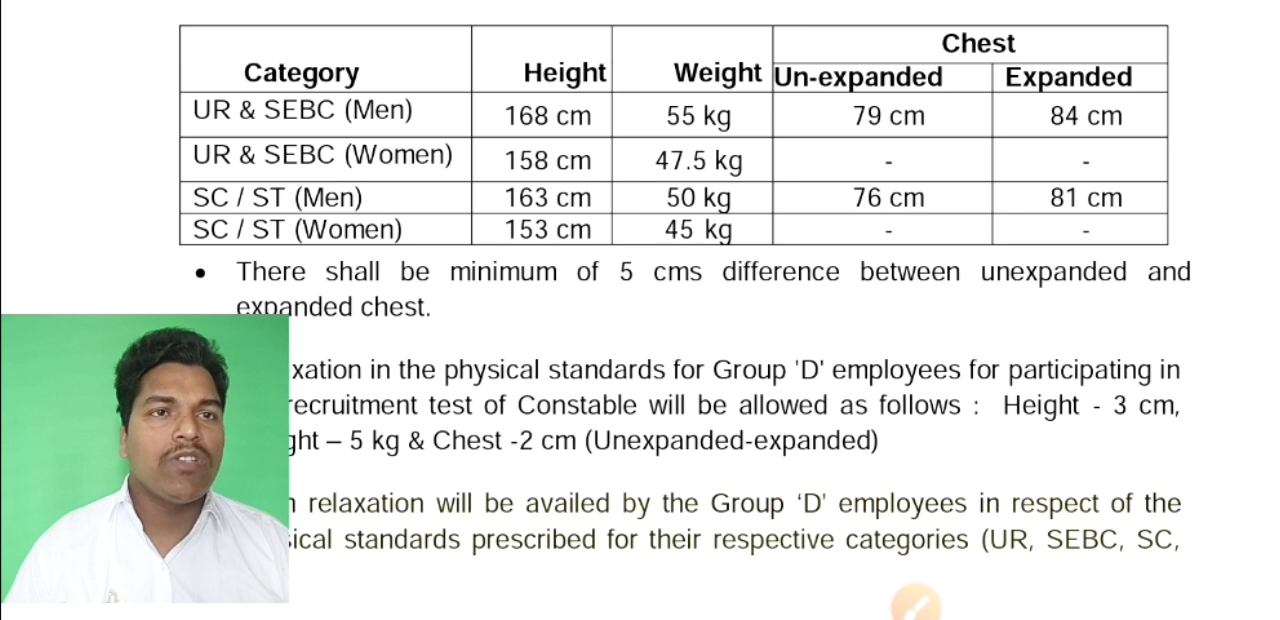 Chest
Category Height Weight Un-expanded Expanded
UR & SEBC (Men) 168 cm 55 kg 79 cm 84 cm
UR & SEBC (Women) 158 cm 47.5 kg - -
SC / ST (Men) 163 cm 50 kg 76 cm 81 cm
SC / ST (Women) 153 cm 45 kg - -
• There shall be minimum of 5 cms difference between unexpanded and
expanded chest.
in the physical standards for Group 'D' employees for participating in
recruitment test of Constable will be allowed as follows : Height - 3 cm,
– 5 kg & Chest -2 cm (Unexpanded-expanded)
relaxation will be availed by the Group ‘D' employees in respect of the
standards prescribed for their respective categories (UR, SEBC, SC,